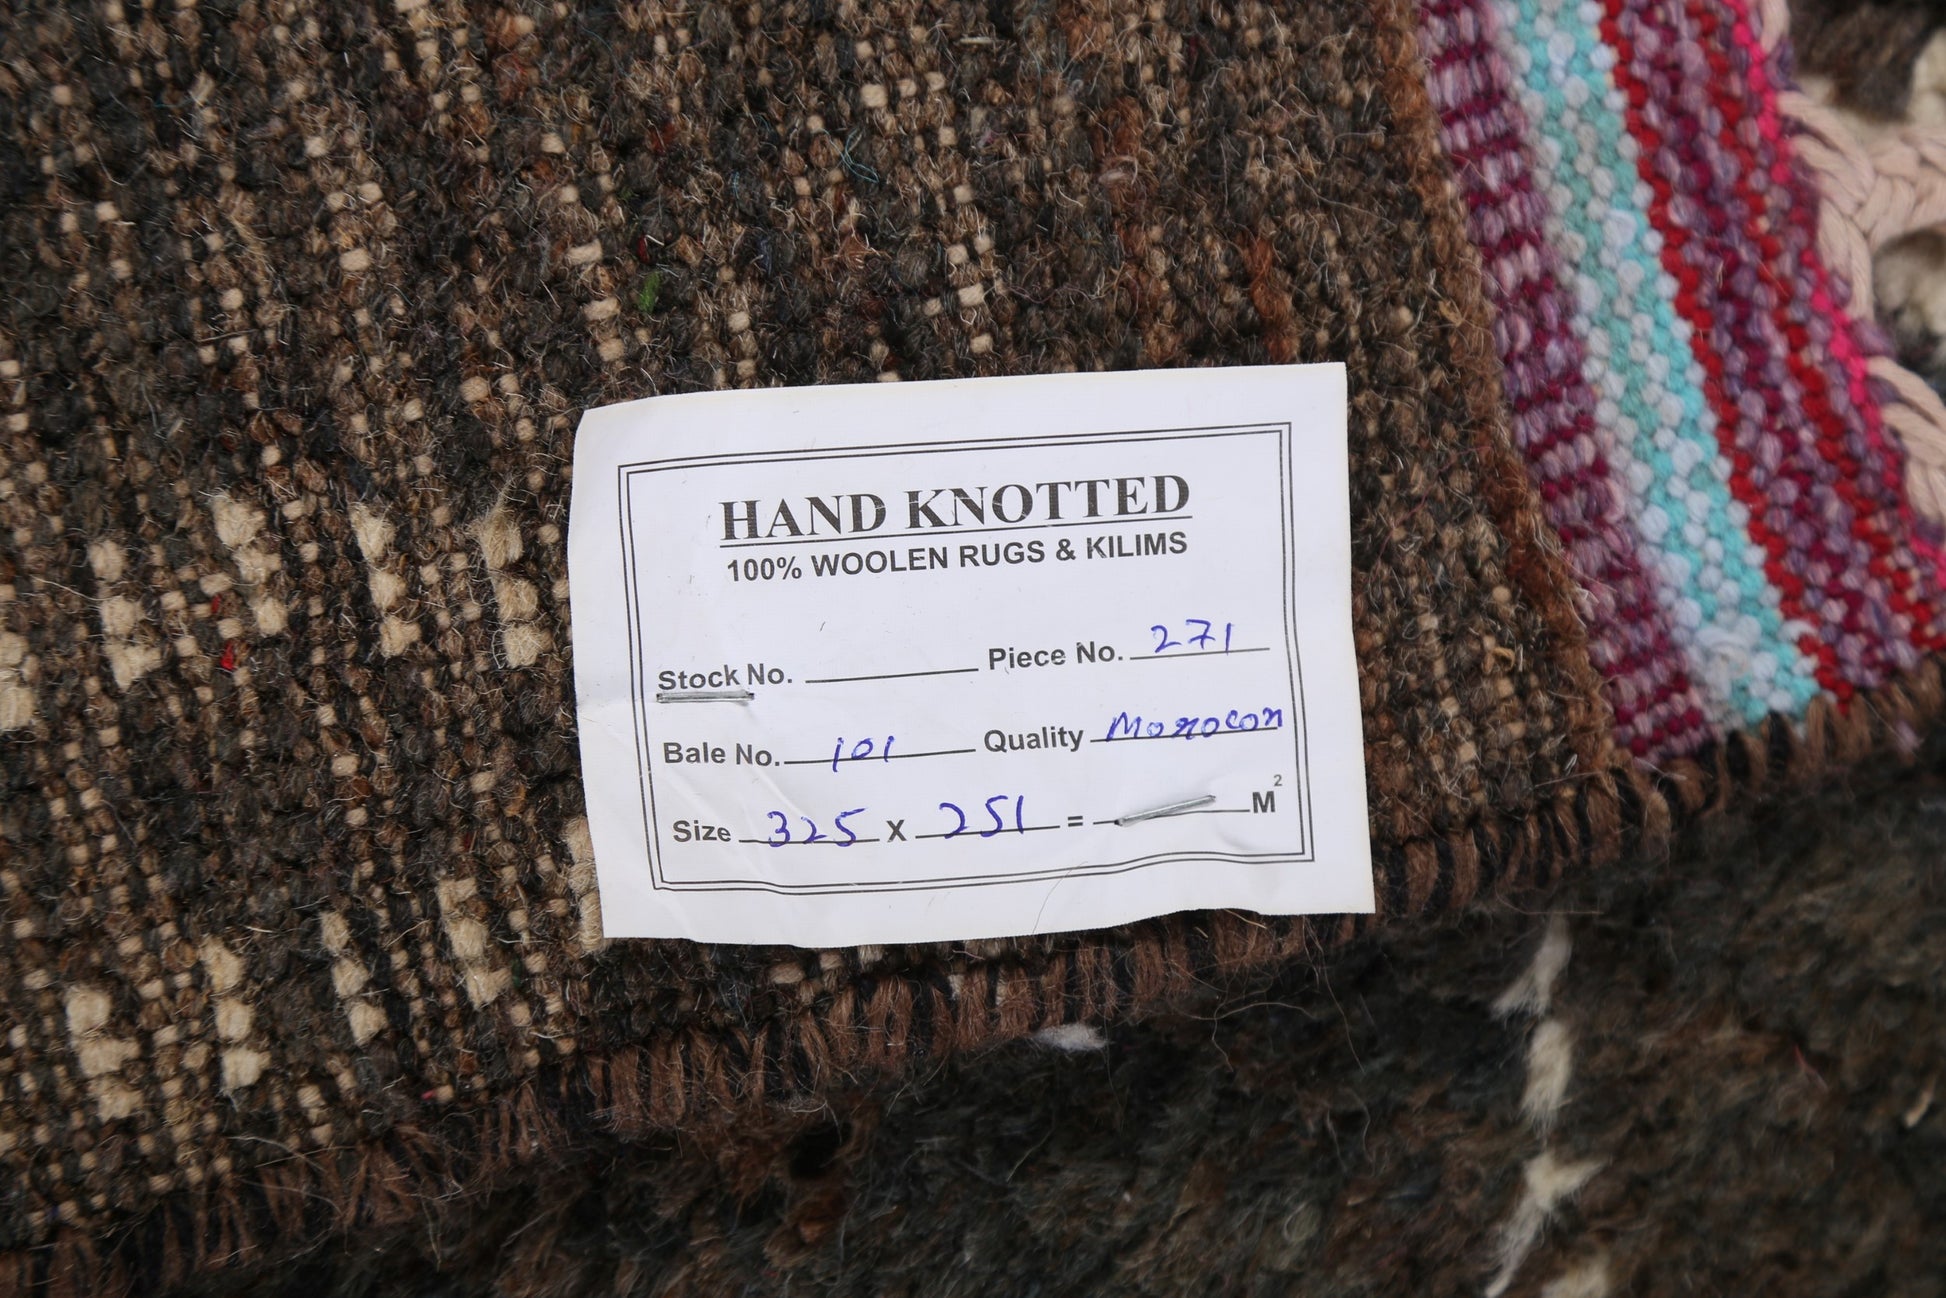 HAND KNOTTED
100% WOOLEN RUGS & KILIMS
Stock No. Piece No. 271
Bale No. 101 Quality Morocon
Size 325 X 251 = M²